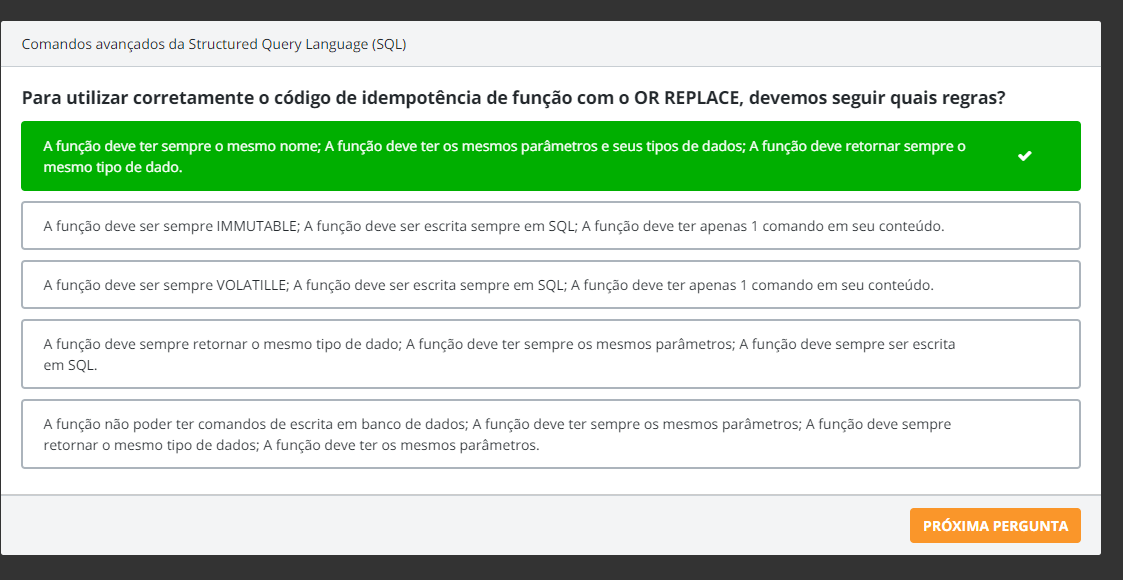 Comandos avançados da Structured Query Language (SQL)
Para utilizar corretamente o código de idempotência de função com o OR REPLACE, devemos seguir quais regras?
A função deve ter sempre o mesmo nome; A função deve ter os mesmos parâmetros e seus tipos de dados; A função deve retornar sempre o
mesmo tipo de dado.
A função deve ser sempre IMMUTABLE; A função deve ser escrita sempre em SQL; A função deve ter apenas 1 comando em seu conteúdo.
A função deve ser sempre VOLATILLE; A função deve ser escrita sempre em SQL; A função deve ter apenas 1 comando em seu conteúdo.
A função deve sempre retornar o mesmo tipo de dado; A função deve ter sempre os mesmos parâmetros; A função deve sempre ser escrita
em SQL.
A função não poder ter comandos de escrita em banco de dados; A função deve ter sempre os mesmos parâmetros; A função deve sempre
retornar o mesmo tipo de dados; A função deve ter os mesmos parâmetros.
PRÓXIMA PERGUNTA